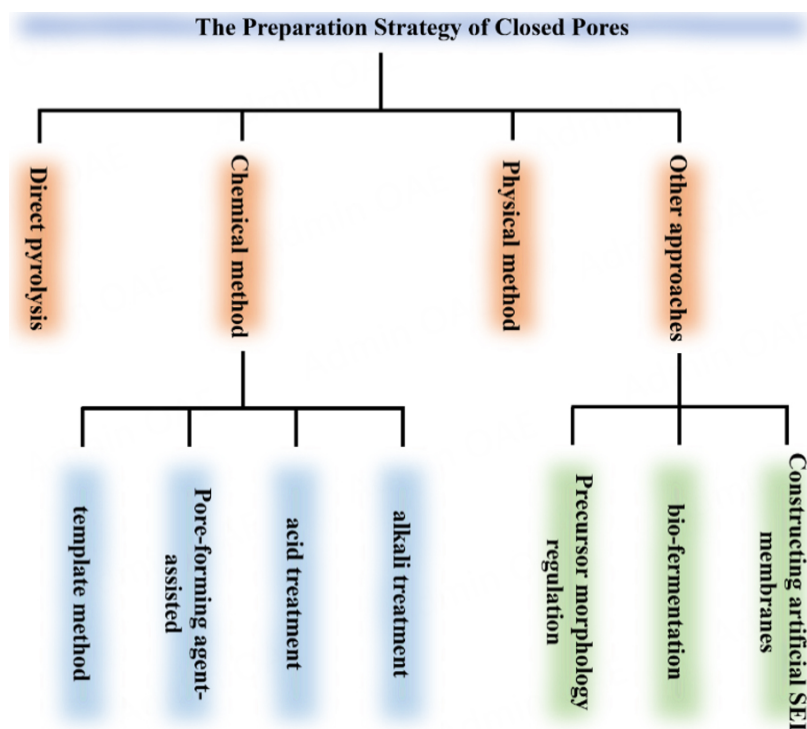 The Preparation Strategy of Closed Pores
Direct pyrolysis
Chemical method
Physical method
Other approaches
template method
Pore-forming agent-
assisted
acid treatment
alkali treatment
Precursor morphology
regulation
bio-fermentation
Constructing artificial SEI
membranes